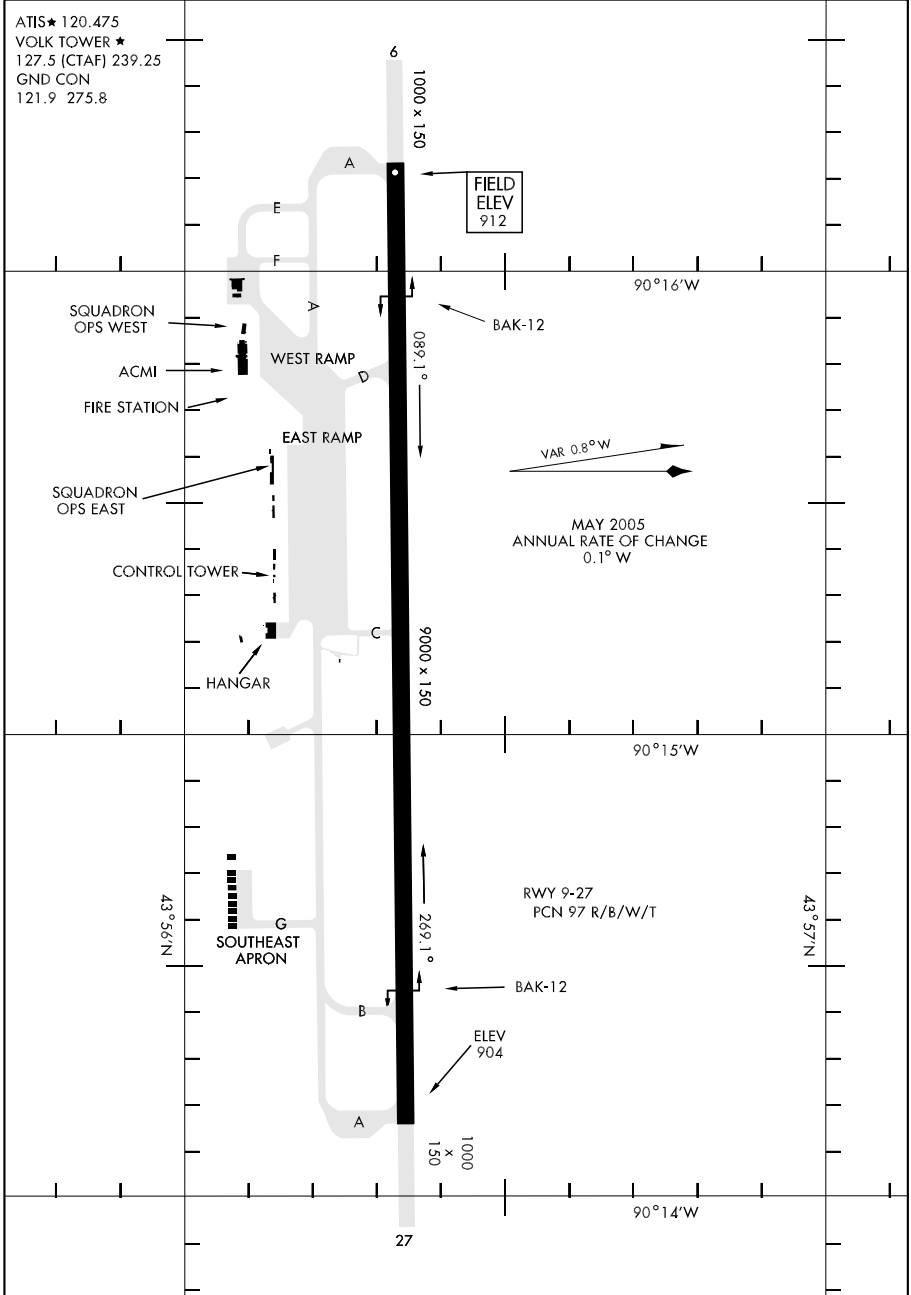 ATIS★ 120.475
VOLK TOWER ★
127.5 (CTAF) 239.25
GND CON
121.9 275.8
6
1000 x 150
A
FIELD
ELEV
912
E
F
90°16'W
A
BAK-12
SQUADRON
OPS WEST
WEST RAMP
089.1°
ACMI
D
FIRE STATION
EAST RAMP
VAR 0.8° W
SQUADRON
OPS EAST
MAY 2005
ANNUAL RATE OF CHANGE
0.1° W
CONTROL TOWER
C
9000 x 150
HANGAR
90°15'W
RWY 9-27
PCN 97 R/B/W/T
43°56'N
43°57'N
G
269.1°
SOUTHEAST
APRON
BAK-12
B
ELEV
904
A
1000
x
150
90°14'W
27